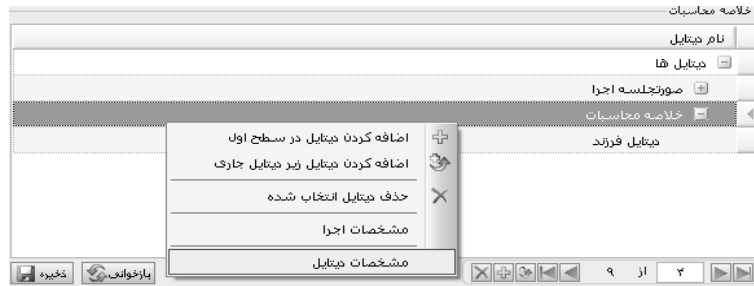 خلاصه محاسبات
نام دیتایل
دیتایل ها
صورتجلسه اجرا
خلاصه محاسبات
دیتایل فرزند
اضافه کردن دیتایل در سطح اول
اضافه کردن دیتایل زیر دیتایل جاری
حذف دیتایل انتخاب شده
مشخصات اجرا
مشخصات دیتایل
۴ از ۹ بازخوانی ذخیره